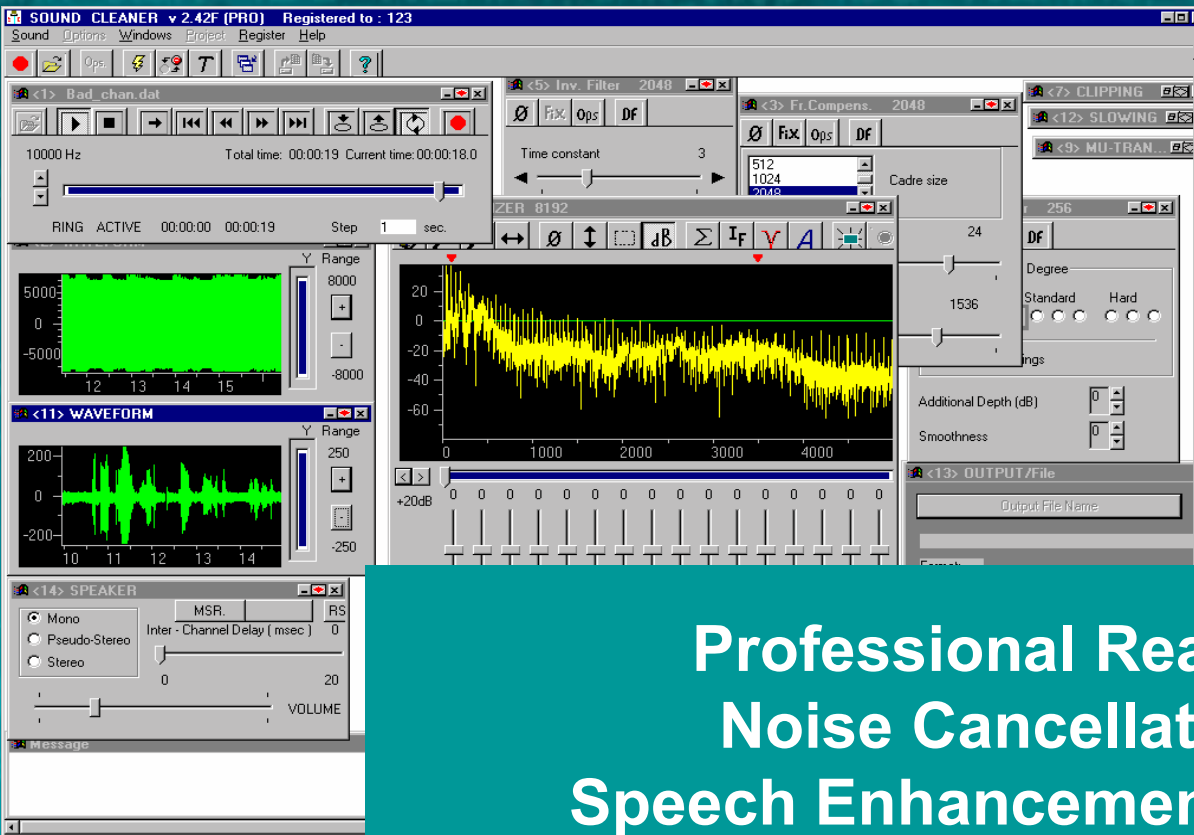 SOUND CLEANER v 2.42F (PRO) Registered to : 123
Sound Options Windows Project Register Help
Ops. T ?
<1> Bad_chan.dat
10000 Hz Total time: 00:00:19 Current time: 00:00:18.0
RING ACTIVE 00:00:00 00:00:19 Step 1 sec.
<5> Inv. Filter 2048
Ø Fix Ops DF
Time constant 3
<3> Fr.Compens. 2048
Ø Fix Ops DF
512
1024
2048
Cadre size
24
1536
<7> CLIPPING
<12> SLOWING
<9> MU-TRAN...
256
DF
Degree
Standard Hard
ings
Additional Depth (dB) 0
Smoothness 0
WAVEFORM
Y Range
8000
+
-
-8000
5000
0
-5000
12 13 14 15
<11> WAVEFORM
Y Range
250
+
-
-250
200
0
-200
10 11 12 13 14
ZER 8192
Ø dB Σ IF A
20
0
-20
-40
-60
0 1000 2000 3000 4000
< >
+20dB 0 0 0 0 0 0 0 0 0 0 0 0 0 0 0 0
<13> OUTPUT/File
Output File Name
<14> SPEAKER
Mono
Pseudo-Stereo
Stereo
MSR. RS
Inter - Channel Delay ( msec ) 0
0 20
VOLUME
Message
Professional Rea
Noise Cancellat
Speech Enhancemen